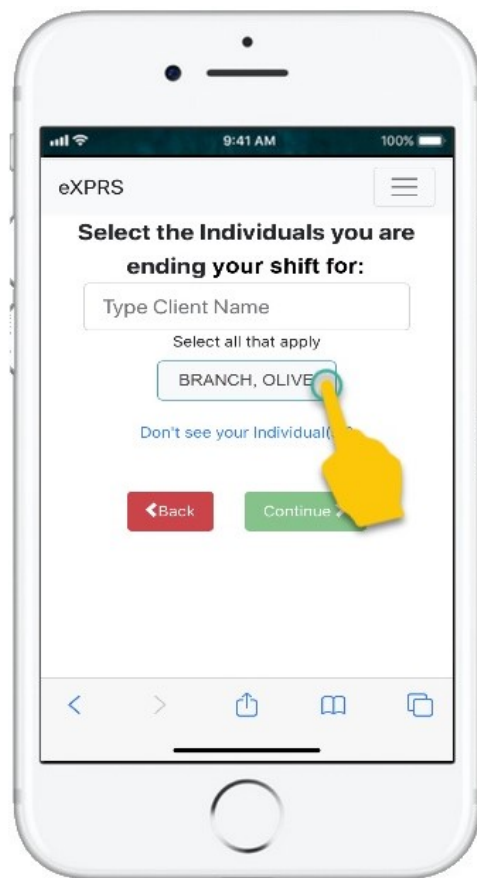 9:41 AM 100%
eXPRS
Select the Individuals you are
ending your shift for:
Type Client Name
Select all that apply
BRANCH, OLIVE
Don't see your Individual(s)?
Back Continue